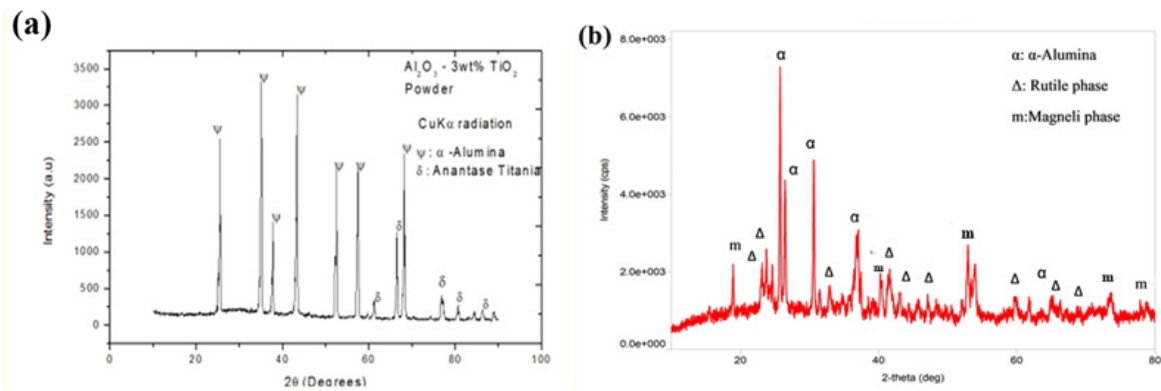 (a)
Al₂O₃ - 3wt% TiO₂
Powder
CuKα radiation
ψ : α -Alumina
δ : Anantase Titania
ψ
ψ
ψ
ψ
ψ
ψ
ψ
δ
δ
δ
δ
δ
3500
3000
2500
2000
1500
1000
500
0
Intensity (a.u)
0 20 40 60 80 100
2θ (Degrees)
(b)
α: α-Alumina
Δ: Rutile phase
m:Magneli phase
α
α
α
α
m
Δ
Δ
Δ
m
Δ
Δ
Δ
m
Δ
α
Δ
Δ
m
m
8.0e+003
6.0e+003
4.0e+003
2.0e+003
0.0e+000
Intensity (cps)
20 40 60 80
2-theta (deg)